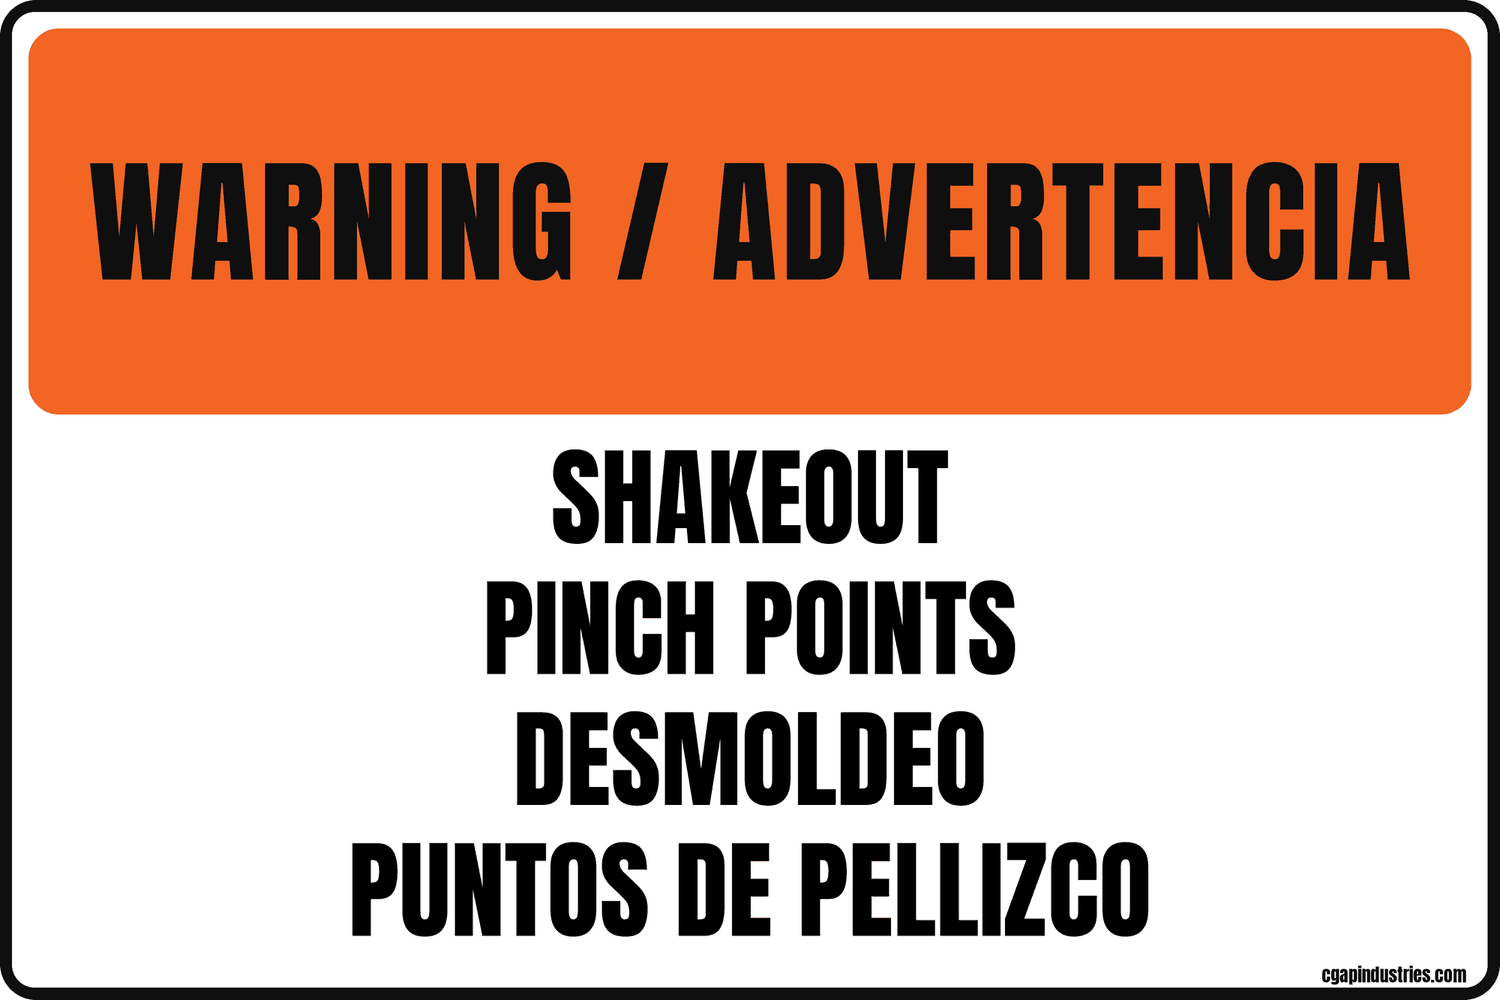 WARNING / ADVERTENCIA
SHAKEOUT
PINCH POINTS
DESMOLDEO
PUNTOS DE PELLIZCO
cgapindustries.com